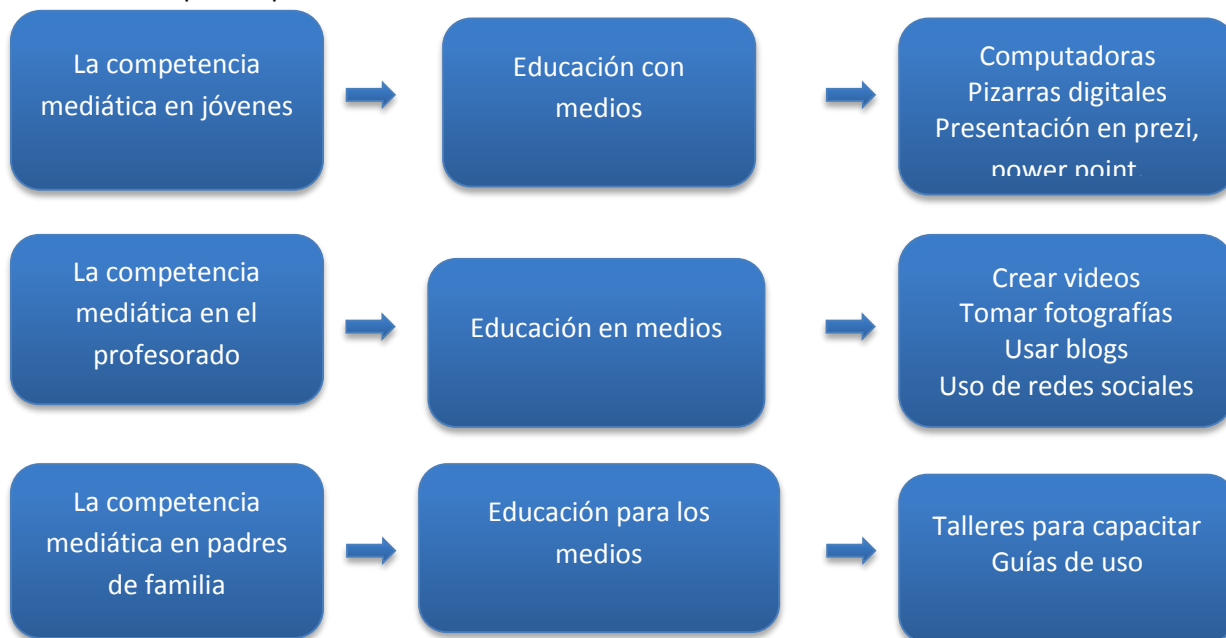 La competencia
mediática en jóvenes
Educación con
medios
Computadoras
Pizarras digitales
Presentación en prezi,
power point.
La competencia
mediática en el
profesorado
Educación en medios
Crear videos
Tomar fotografías
Usar blogs
Uso de redes sociales
La competencia
mediática en padres
de familia
Educación para los
medios
Talleres para capacitar
Guías de uso